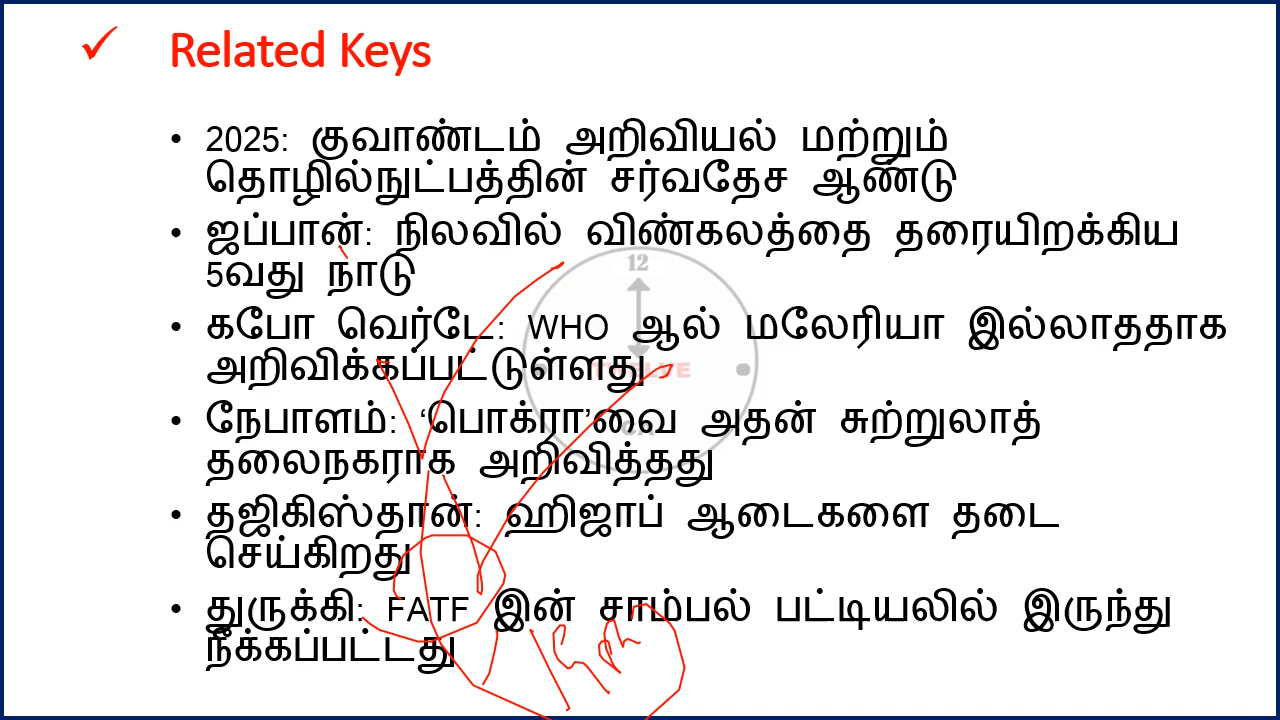 ✓ Related Keys
• 2025: குவாண்டம் அறிவியல் மற்றும்
தொழில்நுட்பத்தின் சர்வதேச ஆண்டு
• ஜப்பான்: நிலவில் விண்கலத்தை தரையிறக்கிய
5வது நாடு
12
• கபோ வெர்டே: WHO ஆல் மலேரியா இல்லாததாக
அறிவிக்கப்பட்டுள்ளது
• நேபாளம்: ‘பொக்ரா’வை அதன் சுற்றுலாத்
தலைநகராக அறிவித்தது
• தஜிகிஸ்தான்: ஹிஜாப் ஆடைகளை தடை
செய்கிறது
• துருக்கி: FATF இன் சாம்பல் பட்டியலில் இருந்து
நீக்கப்பட்டது